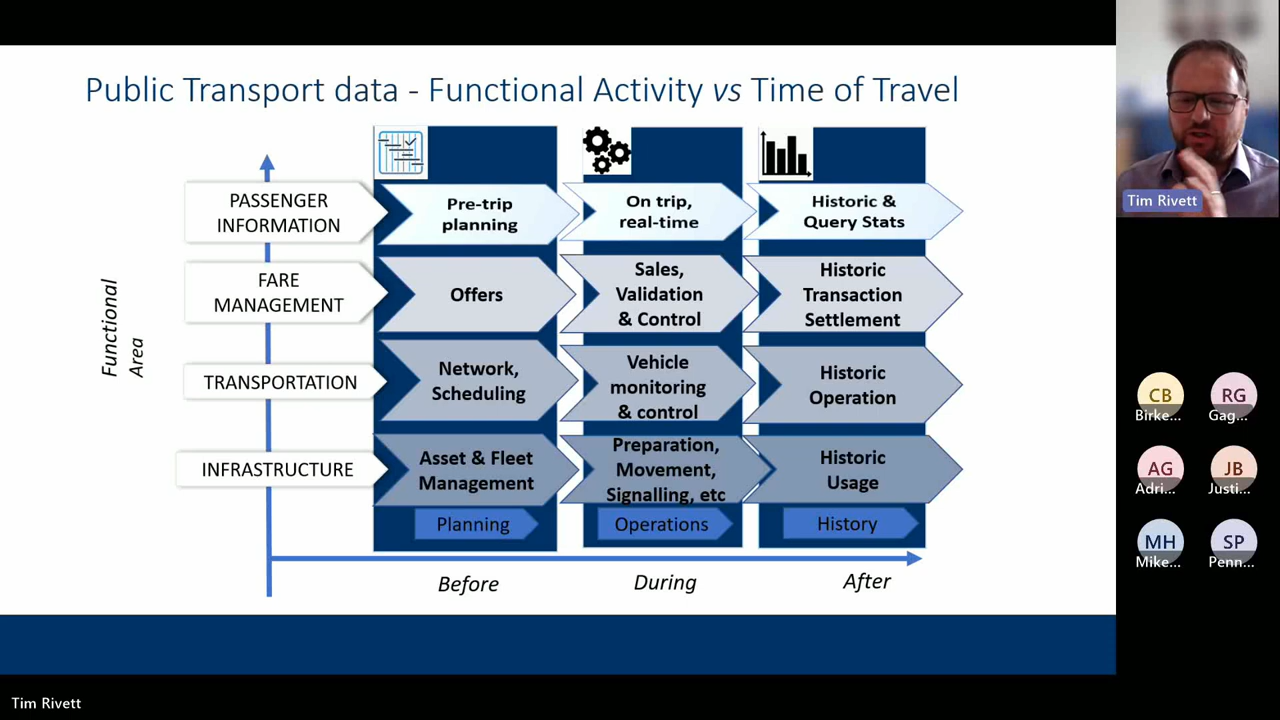 Public Transport data - Functional Activity vs Time of Travel
PASSENGER
INFORMATION
Pre-trip
planning
On trip,
real-time
Historic &
Query Stats
FARE
MANAGEMENT
Offers
Sales,
Validation
& Control
Historic
Transaction
Settlement
Functional
Area
TRANSPORTATION
Network,
Scheduling
Vehicle
monitoring
& control
Historic
Operation
INFRASTRUCTURE
Asset & Fleet
Management
Preparation,
Movement,
Signalling, etc
Historic
Usage
Planning
Operations
History
Before
During
After
Tim Rivett
CB
Birke...
RG
Gag...
AG
Adri...
JB
Justi...
MH
Mike...
SP
Penn...
Tim Rivett